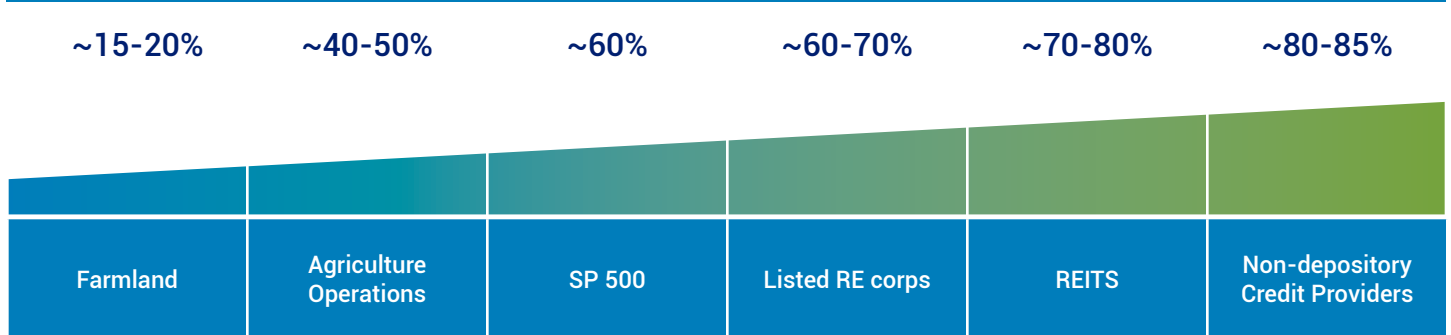 ~15-20%
~40-50%
~60%
~60-70%
~70-80%
~80-85%
Farmland
Agriculture
Operations
SP 500
Listed RE corps
REITS
Non-depository
Credit Providers